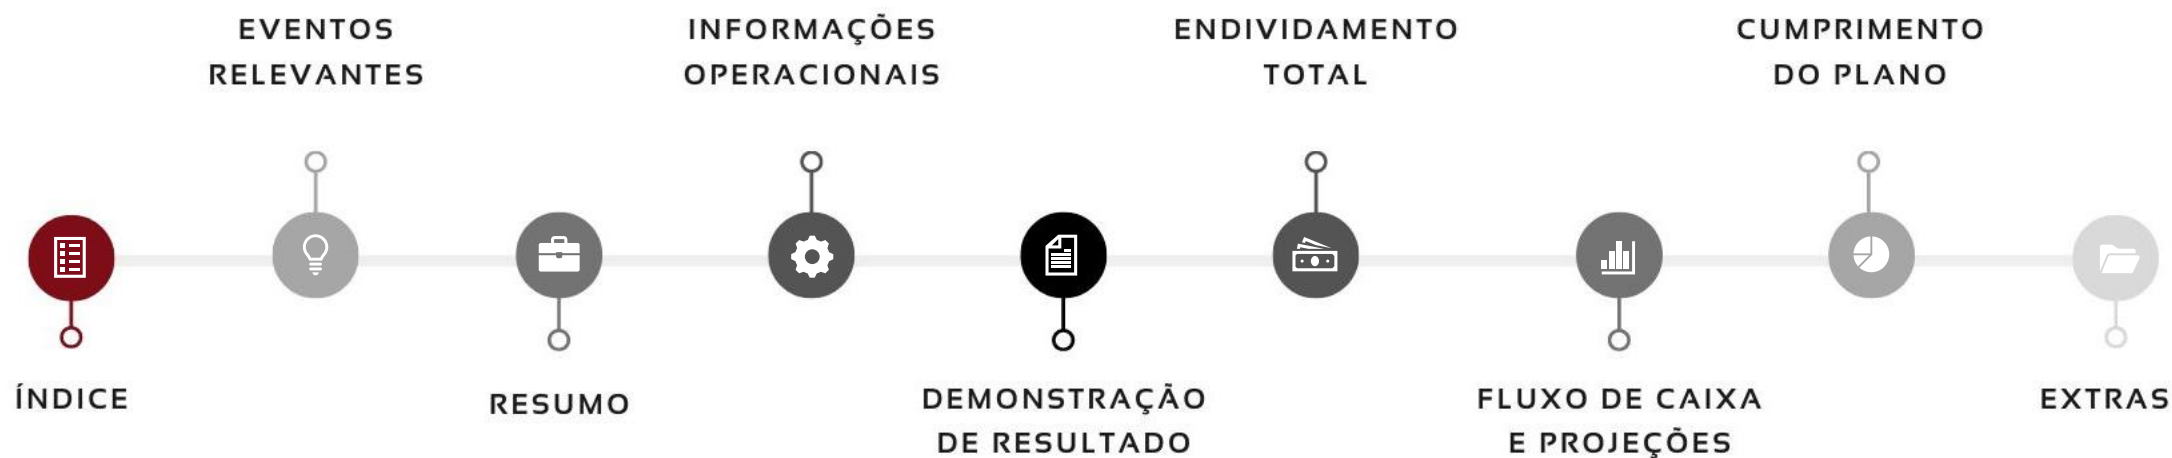 ÍNDICE
EVENTOS
RELEVANTES
RESUMO
INFORMAÇÕES
OPERACIONAIS
DEMONSTRAÇÃO
DE RESULTADO
ENDIVIDAMENTO
TOTAL
FLUXO DE CAIXA
E PROJEÇÕES
CUMPRIMENTO
DO PLANO
EXTRAS